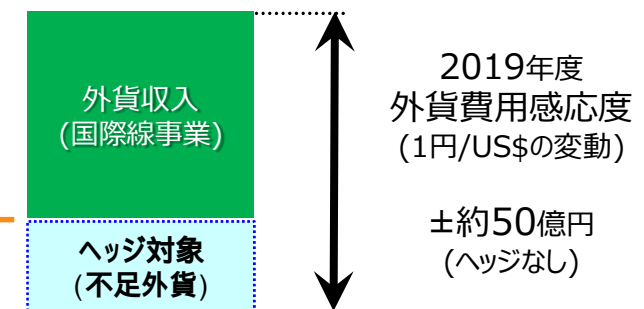 外貨収入
(国際線事業)
ヘッジ対象
(不足外貨)
2019年度
外貨費用感応度
(1円/US$の変動)
±約50億円
(ヘッジなし)